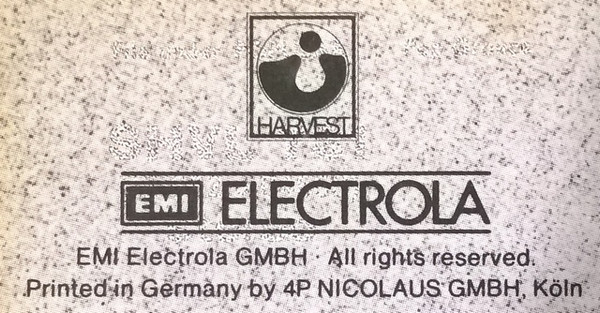 HARVEST
EMI ELECTROLA
EMI Electrola GMBH · All rights reserved.
Printed in Germany by 4P NICOLAUS GMBH, Köln